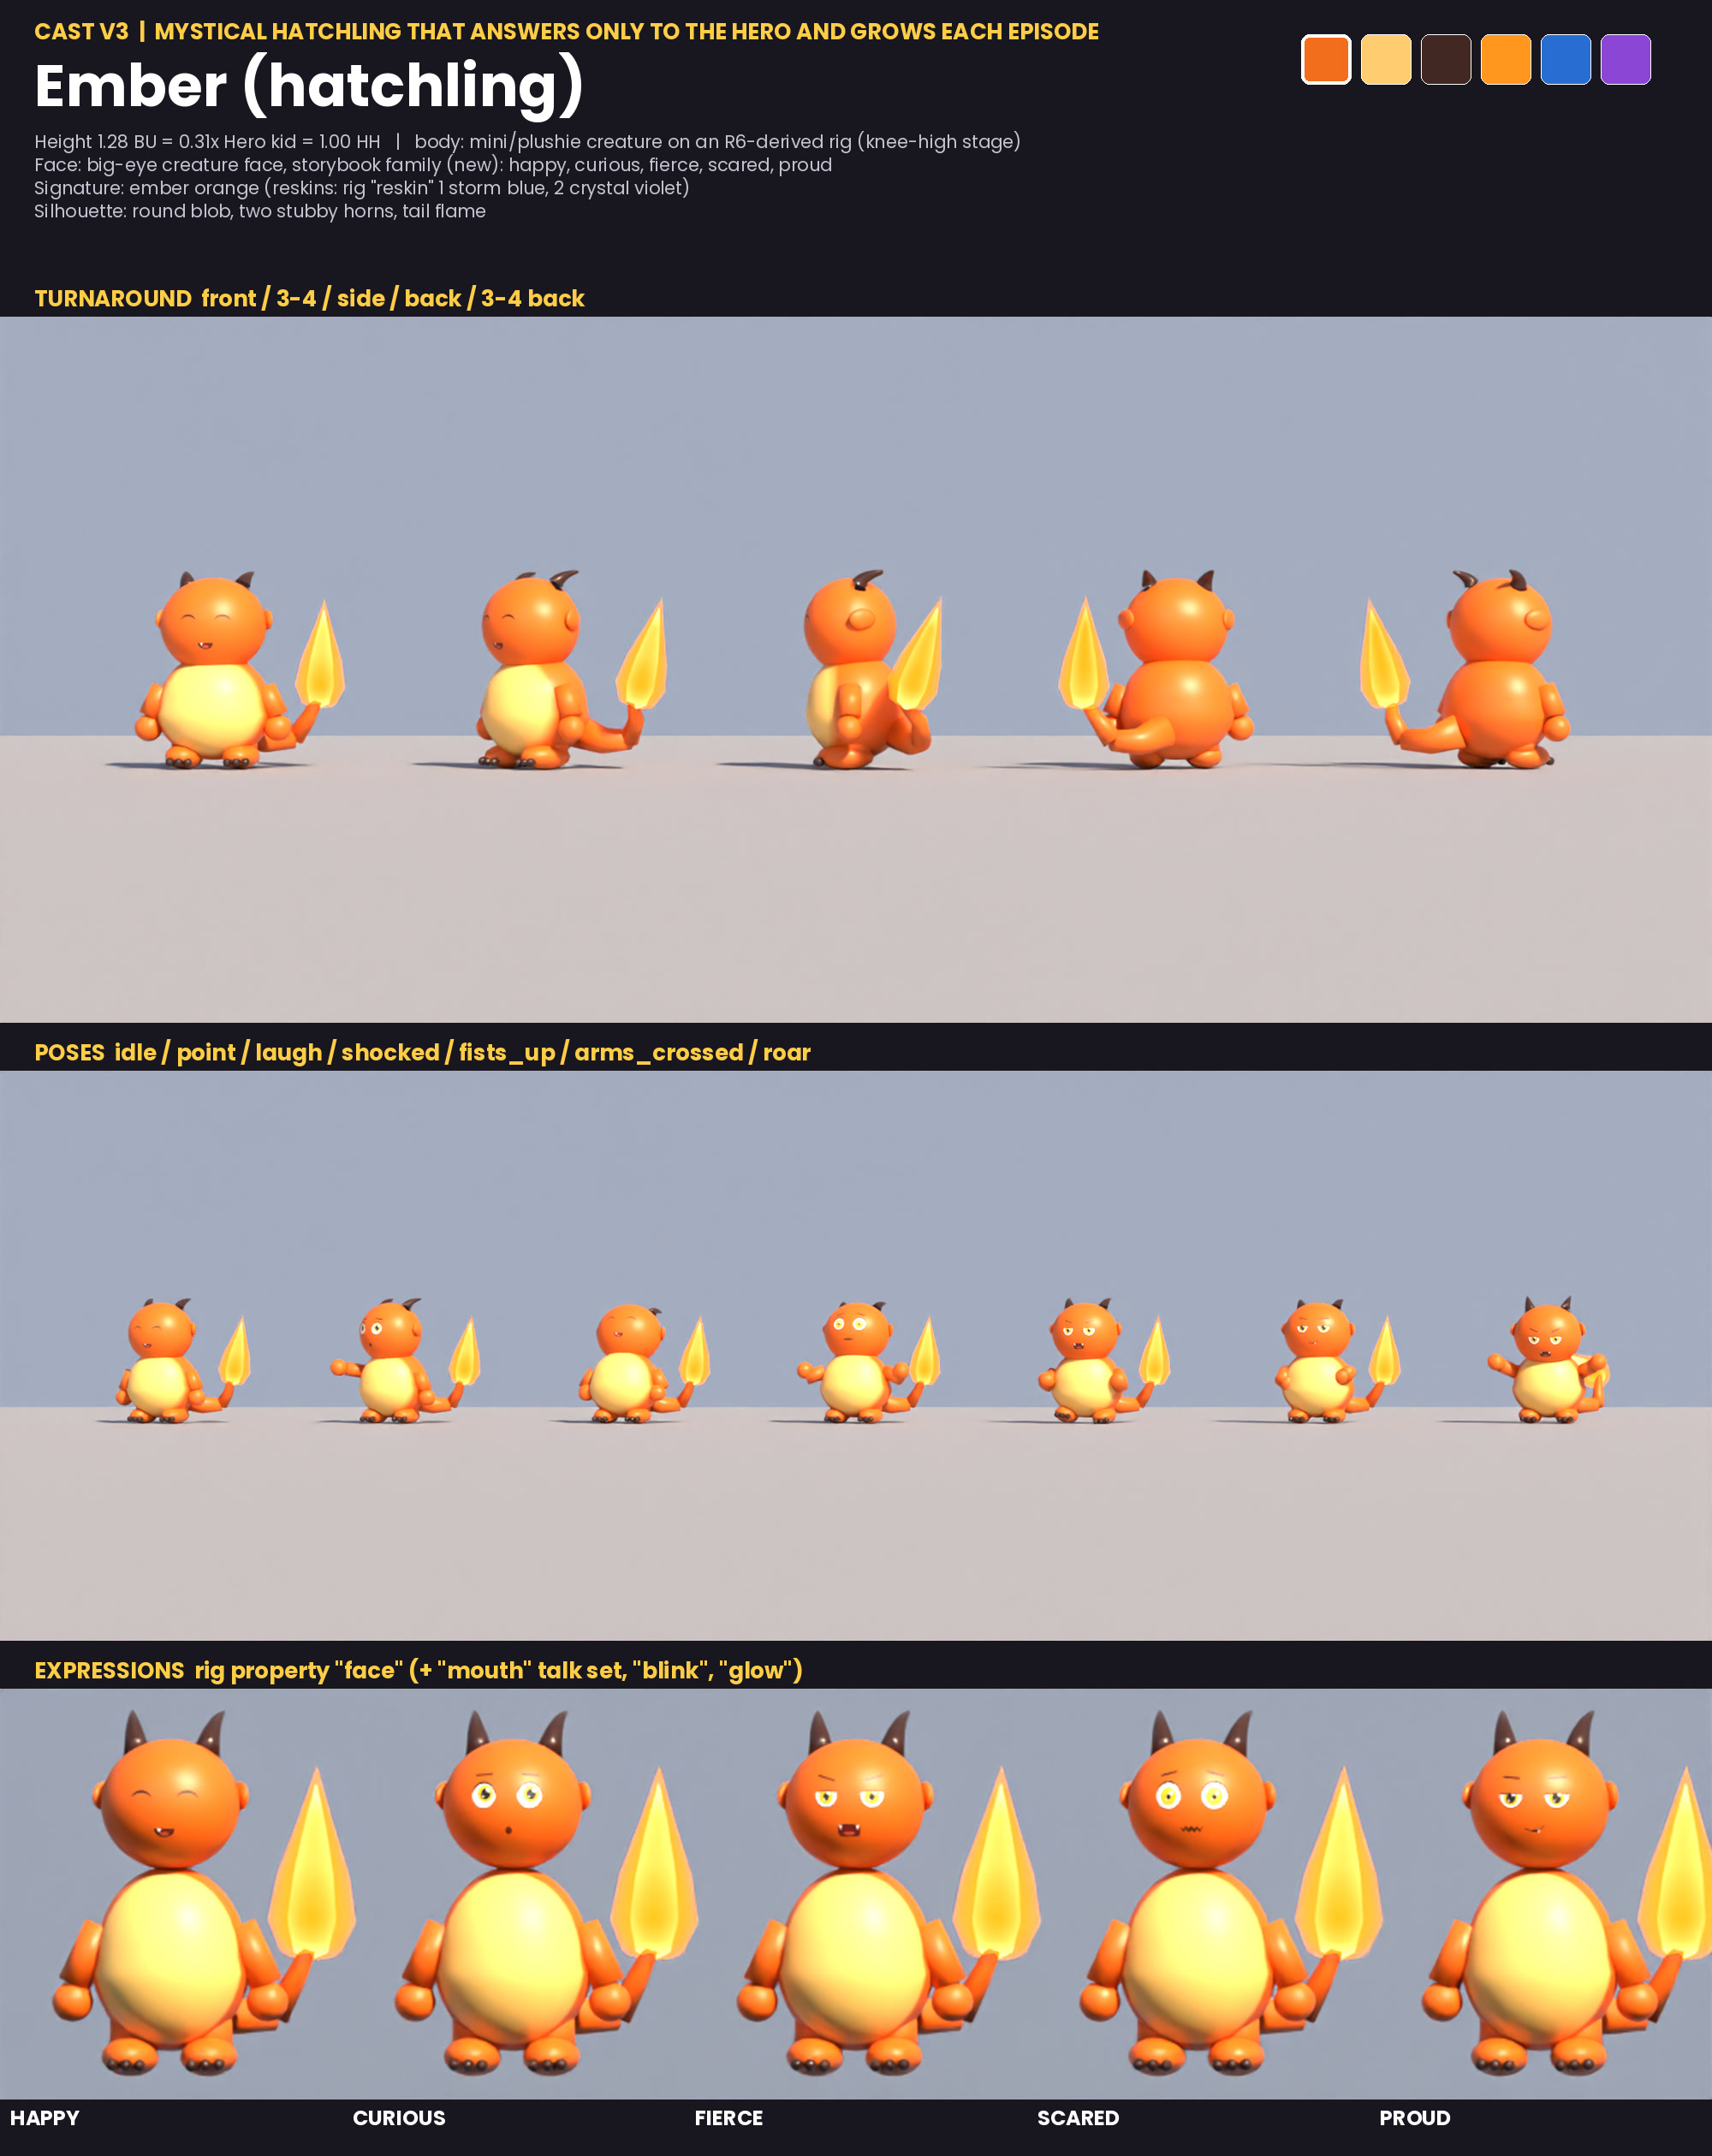 CAST V3 | MYSTICAL HATCHLING THAT ANSWERS ONLY TO THE HERO AND GROWS EACH EPISODE
Ember (hatchling)
Height 1.28 BU = 0.31x Hero kid = 1.00 HH | body: mini/plushie creature on an R6-derived rig (knee-high stage)
Face: big-eye creature face, storybook family (new): happy, curious, fierce, scared, proud
Signature: ember orange (reskins: rig "reskin" 1 storm blue, 2 crystal violet)
Silhouette: round blob, two stubby horns, tail flame
TURNAROUND front / 3-4 / side / back / 3-4 back
POSES idle / point / laugh / shocked / fists_up / arms_crossed / roar
EXPRESSIONS rig property "face" (+ "mouth" talk set, "blink", "glow")
HAPPY CURIOUS FIERCE SCARED PROUD